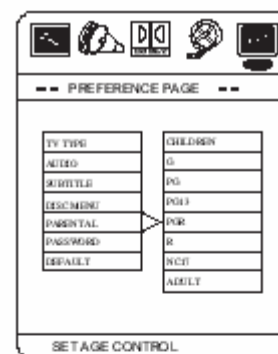 -- PREFERENCE PAGE --
TV TYPE
AUDIO
SUBTITLE
DISC MENU
PARENTAL
PASSWORD
DEFAULT
CHILDREN
G
PG
PG13
PGR
R
NC17
ADULT
SET AGE CONTROL